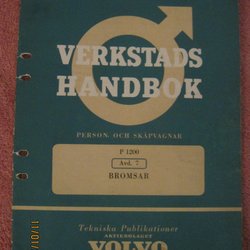 VERKSTADS
HANDBOK
PERSON- OCH SKÅPVAGNAR
P 1200
Avd. 7
BROMSAR
Tekniska Publikationer
AKTIEBOLAGET
VOLVO